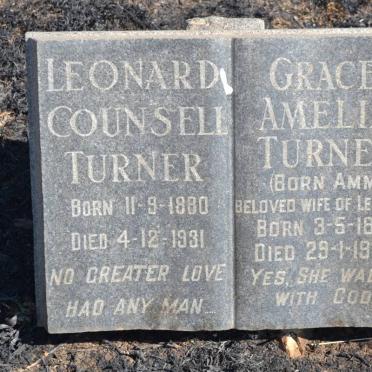 LEONARD
COUNSELL
TURNER
BORN 11-9-1880
DIED 4-12-1931
NO GREATER LOVE
HAD ANY MAN...
GRACE
AMELI
TURNE
(BORN AMM
BELOVED WIFE OF LE
BORN 3-5-18
DIED 29-1-19
YES, SHE WAL
WITH GOD